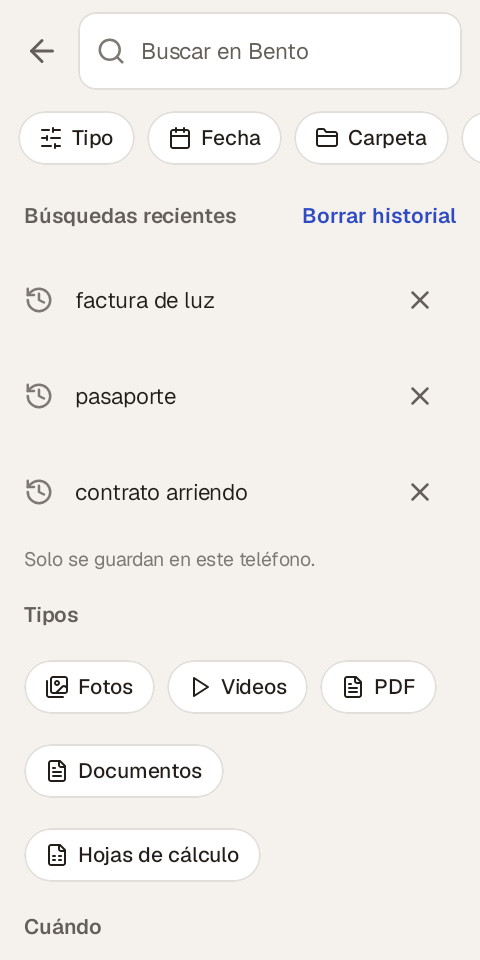 Buscar en Bento
Tipo
Fecha
Carpeta
Búsquedas recientes
Borrar historial
factura de luz
pasaporte
contrato arriendo
Solo se guardan en este teléfono.
Tipos
Fotos
Videos
PDF
Documentos
Hojas de cálculo
Cuándo